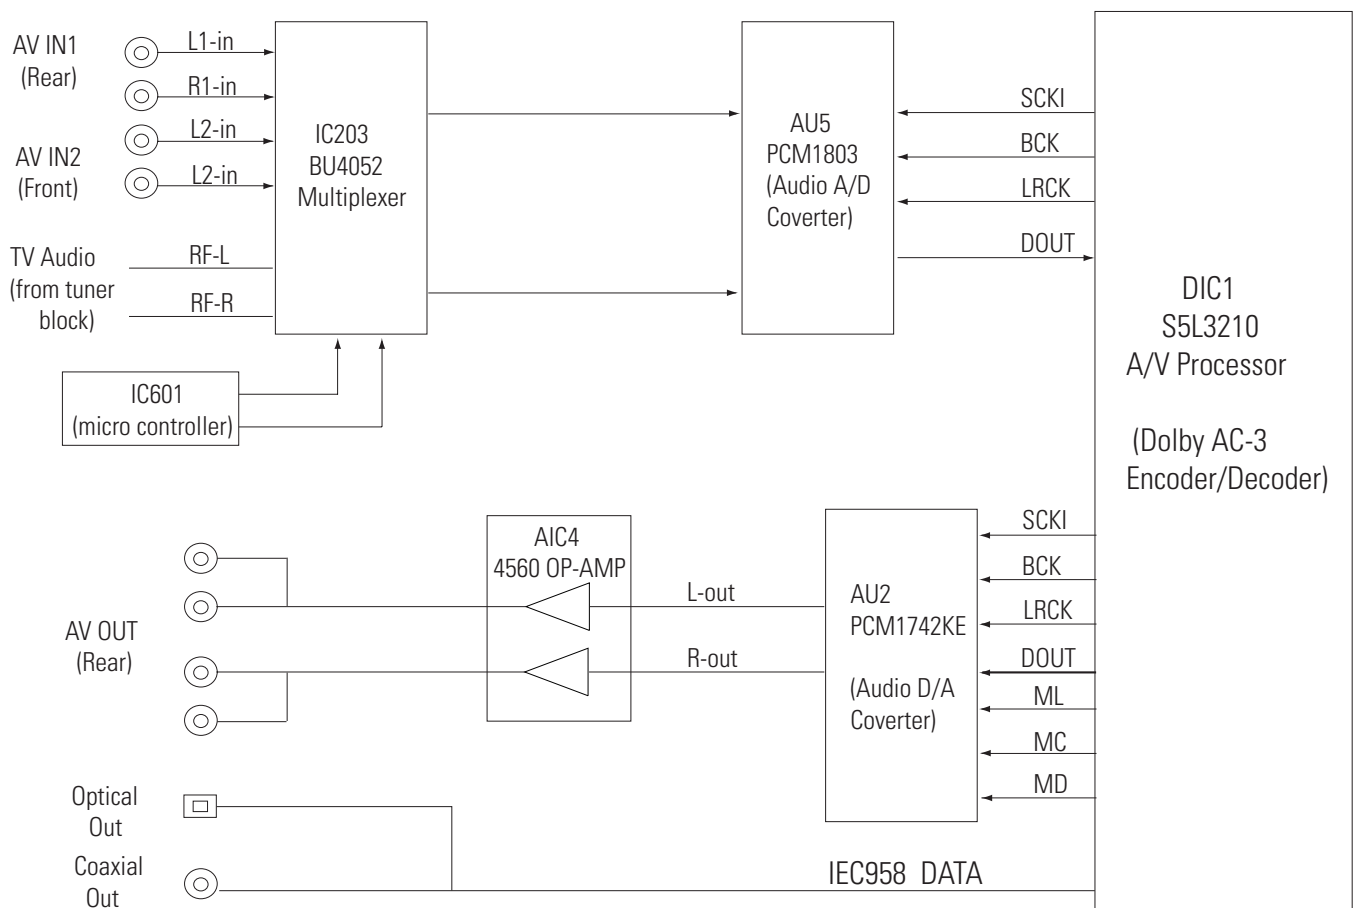 AV IN1
(Rear)
L1-in
R1-in
AV IN2
(Front)
L2-in
L2-in
TV Audio
(from tuner
block)
RF-L
RF-R
IC203
BU4052
Multiplexer
IC601
(micro controller)
AU5
PCM1803
(Audio A/D
Coverter)
SCKI
BCK
LRCK
DOUT
DIC1
S5L3210
A/V Processor
(Dolby AC-3
Encoder/Decoder)
AV OUT
(Rear)
AIC4
4560 OP-AMP
L-out
R-out
AU2
PCM1742KE
(Audio D/A
Coverter)
SCKI
BCK
LRCK
DOUT
ML
MC
MD
Optical
Out
Coaxial
Out
IEC958 DATA